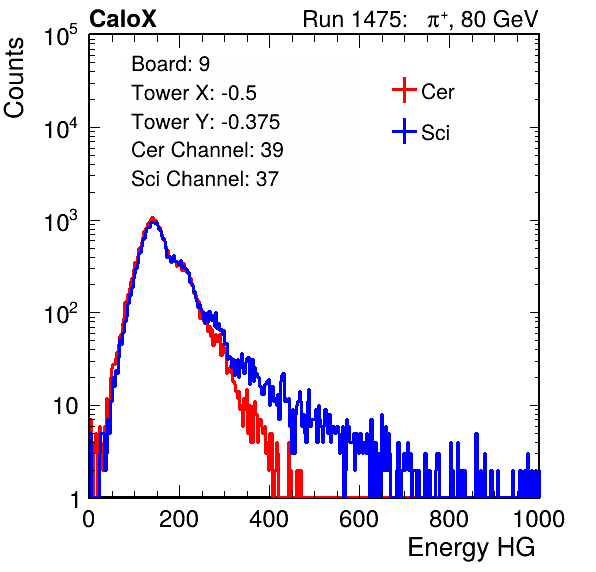 CaloX Run 1475: π⁺, 80 GeV
Counts
10⁵
10⁴
10³
10²
10
1
Board: 9
Tower X: -0.5
Tower Y: -0.375
Cer Channel: 39
Sci Channel: 37
Cer
Sci
0 200 400 600 800 1000
Energy HG